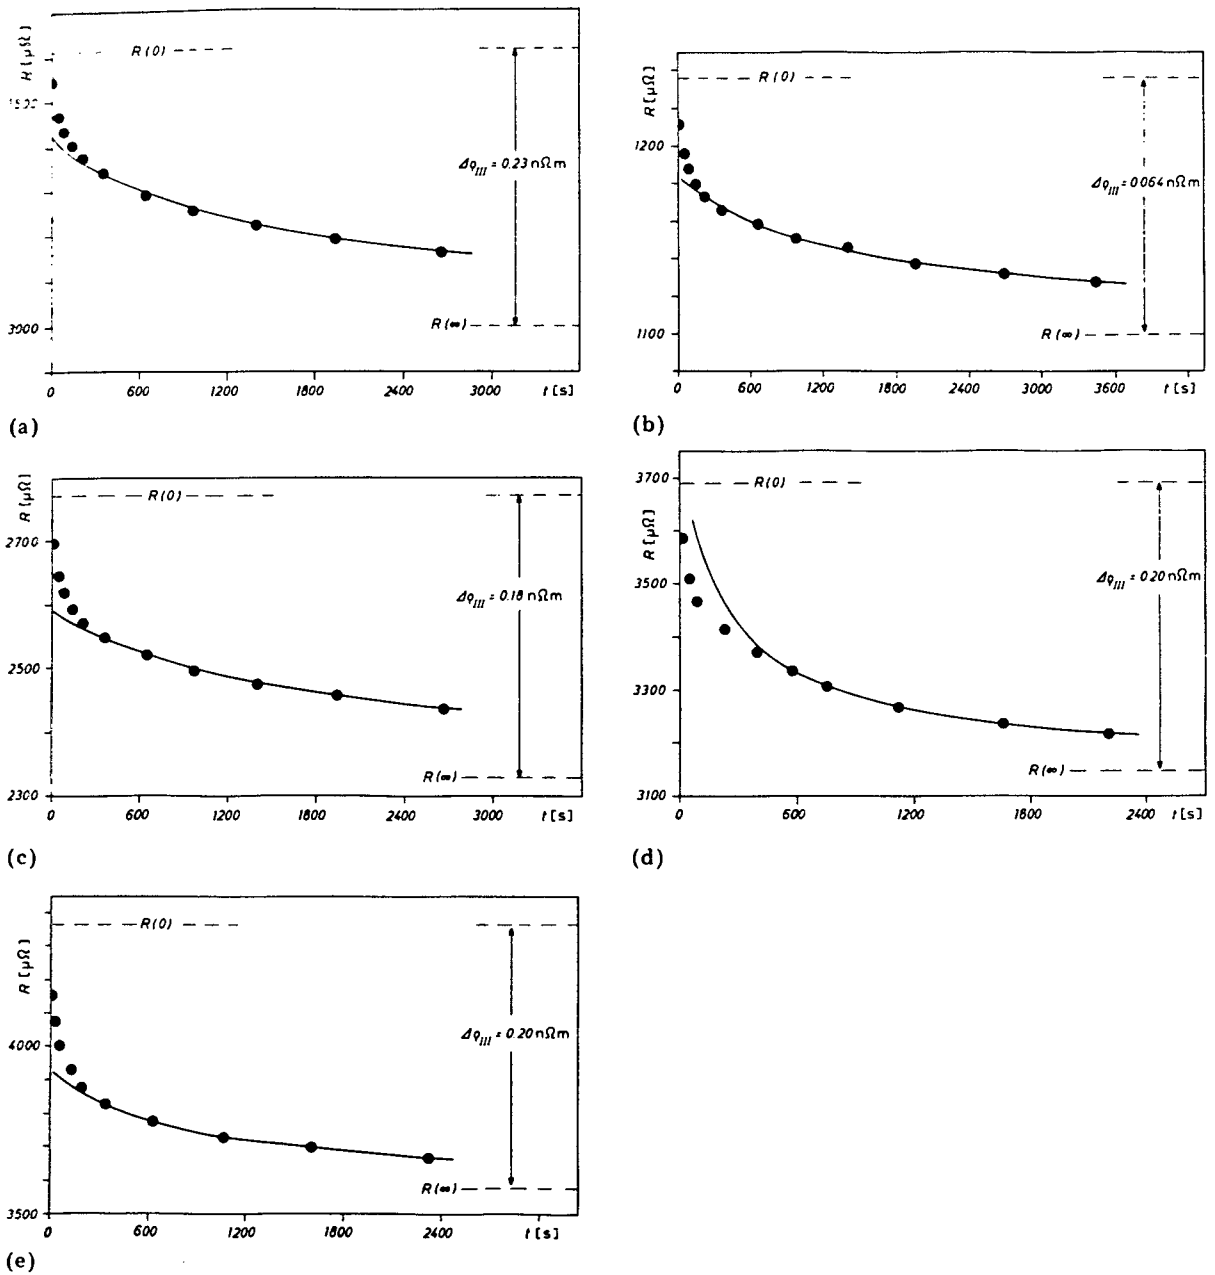 R [μΩ]
R(0)
Δρ_III = 0.23 nΩm
3900
R(∞)
600 1200 1800 2400 3000 t [s]
(a)
R [μΩ]
R(0)
1200
Δρ_III = 0.064 nΩm
R(∞)
1100
0 600 1200 1800 2400 3000 3600 t [s]
(b)
R [μΩ]
R(0)
2700
Δρ_III = 0.18 nΩm
2500
R(∞)
2300
0 600 1200 1800 2400 3000 t [s]
(c)
3700
R(0)
R [μΩ]
3500
Δρ_III = 0.20 nΩm
3300
R(∞)
3100
0 600 1800 2400 t [s]
(d)
R(0)
R [μΩ]
4000
Δρ_III = 0.20 nΩm
R(∞)
3500
0 600 1200 1800 2400 t [s]
(e)